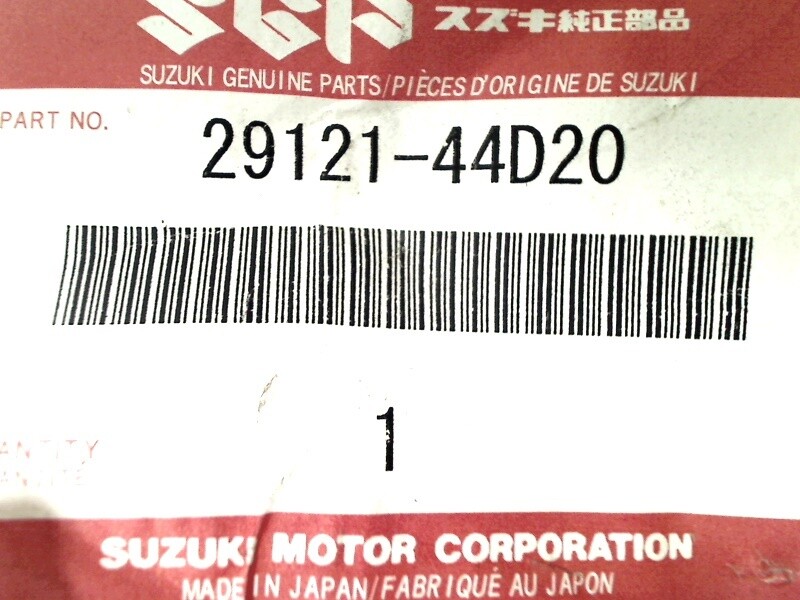 SGP スズキ純正部品
SUZUKI GENUINE PARTS/PIÈCES D'ORIGINE DE SUZUKI
PART NO.
29121-44D20
1
SUZUKI MOTOR CORPORATION
MADE IN JAPAN/FABRIQUÉ AU JAPON